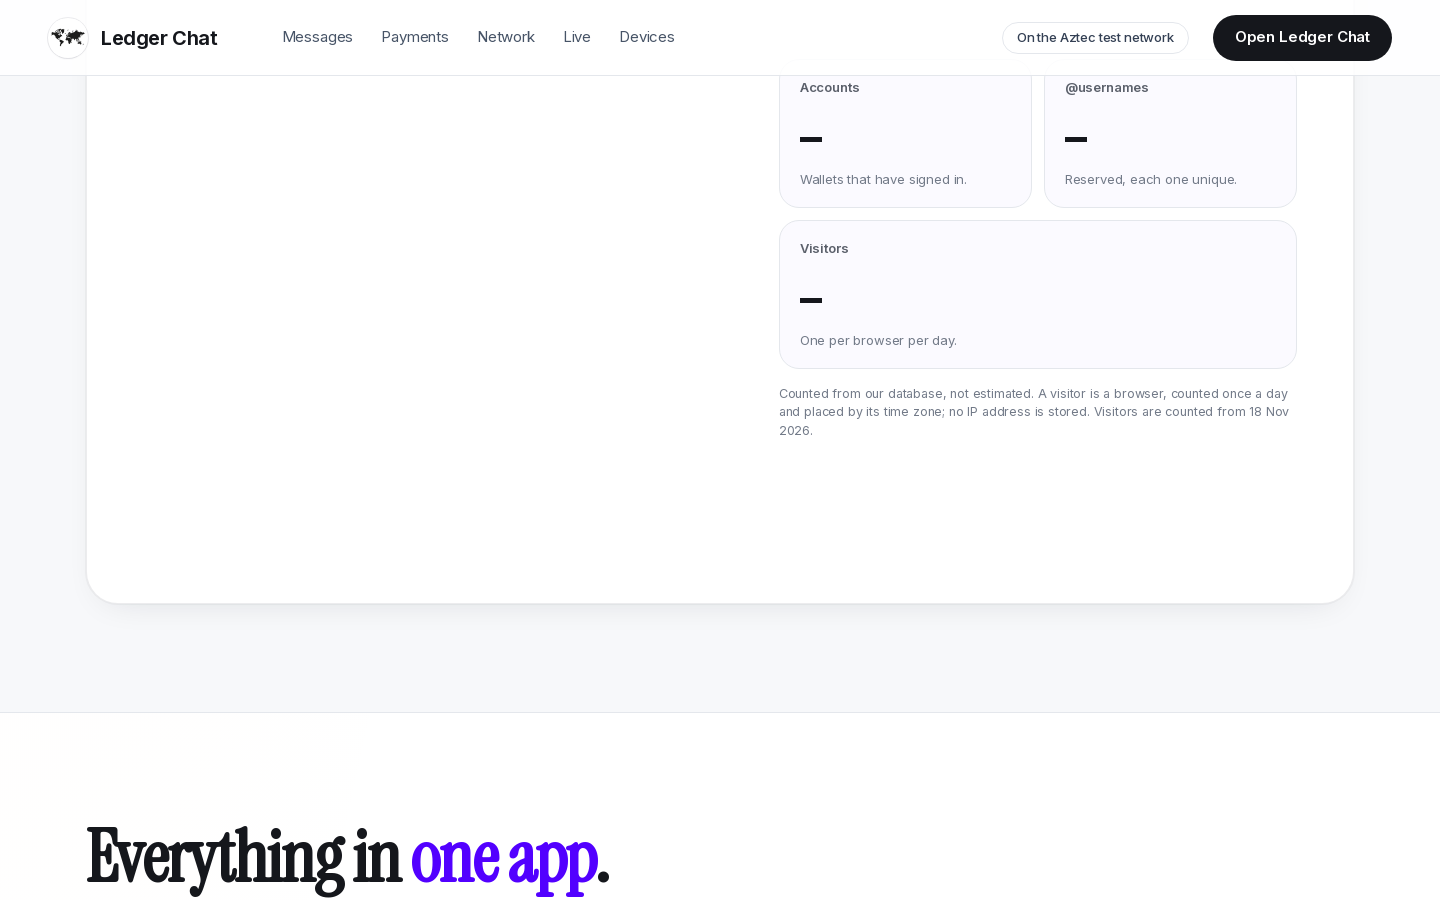 Ledger Chat
Messages
Payments
Network
Live
Devices
On the Aztec test network
Open Ledger Chat
Accounts
—
Wallets that have signed in.
@usernames
—
Reserved, each one unique.
Visitors
—
One per browser per day.
Counted from our database, not estimated. A visitor is a browser, counted once a day
and placed by its time zone; no IP address is stored. Visitors are counted from 18 Nov
2026.
Everything in one app.